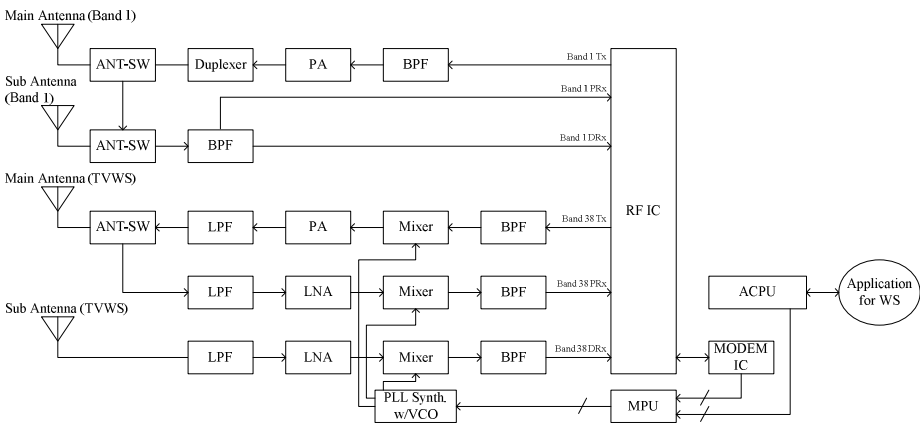 Main Antenna (Band 1)
ANT-SW
Duplexer
PA
BPF
Band 1 Tx
Sub Antenna
(Band 1)
Band 1 PRx
ANT-SW
BPF
Band 1 DRx
Main Antenna (TVWS)
ANT-SW
LPF
PA
Mixer
BPF
Band 38 Tx
RF IC
LPF
LNA
Mixer
BPF
Band 38 PRx
ACPU
Application
for WS
Sub Antenna (TVWS)
LPF
LNA
Mixer
BPF
Band 38 DRx
MODEM
IC
PLL Synth.
w/VCO
MPU